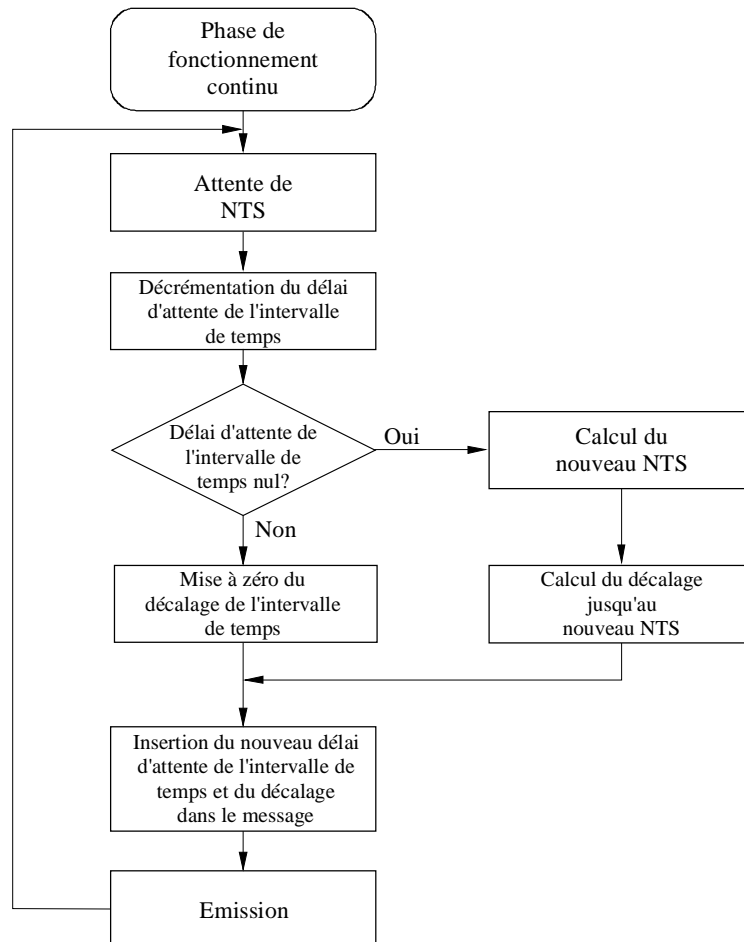 Phase de
fonctionnement
continu
Attente de
NTS
Décrémentation du délai
d'attente de l'intervalle
de temps
Délai d'attente de
l'intervalle de
temps nul?
Oui
Calcul du
nouveau NTS
Non
Mise à zéro du
décalage de l'intervalle
de temps
Calcul du décalage
jusqu'au
nouveau NTS
Insertion du nouveau délai
d'attente de l'intervalle de
temps et du décalage
dans le message
Emission